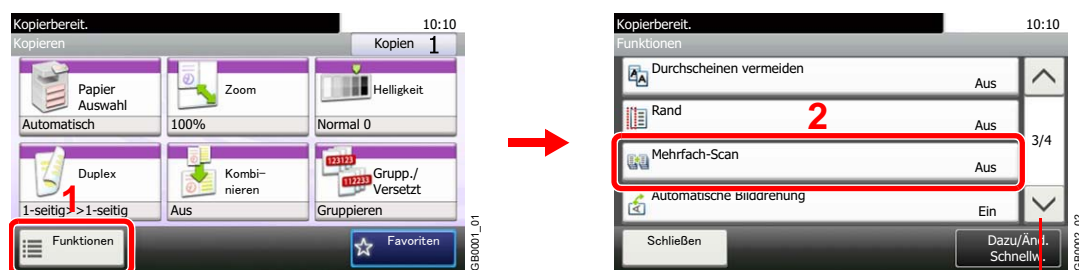 Kopierbereit. 10:10
Kopieren Kopien 1
Papier
Auswahl
Automatisch
Zoom
100%
Helligkeit
Normal 0
Duplex
1-seitig>>1-seitig
Kombi-
nieren
Aus
123123
112233
Grupp./
Versetzt
Gruppieren
1
Funktionen
Favoriten
GB0001_01
Kopierbereit. 10:10
Funktionen
Durchscheinen vermeiden
Aus
Rand
Aus
2
3/4
Mehrfach-Scan
Aus
Automatische Bilddrehung
Ein
Schließen
Dazu/Änd.
Schnellw.